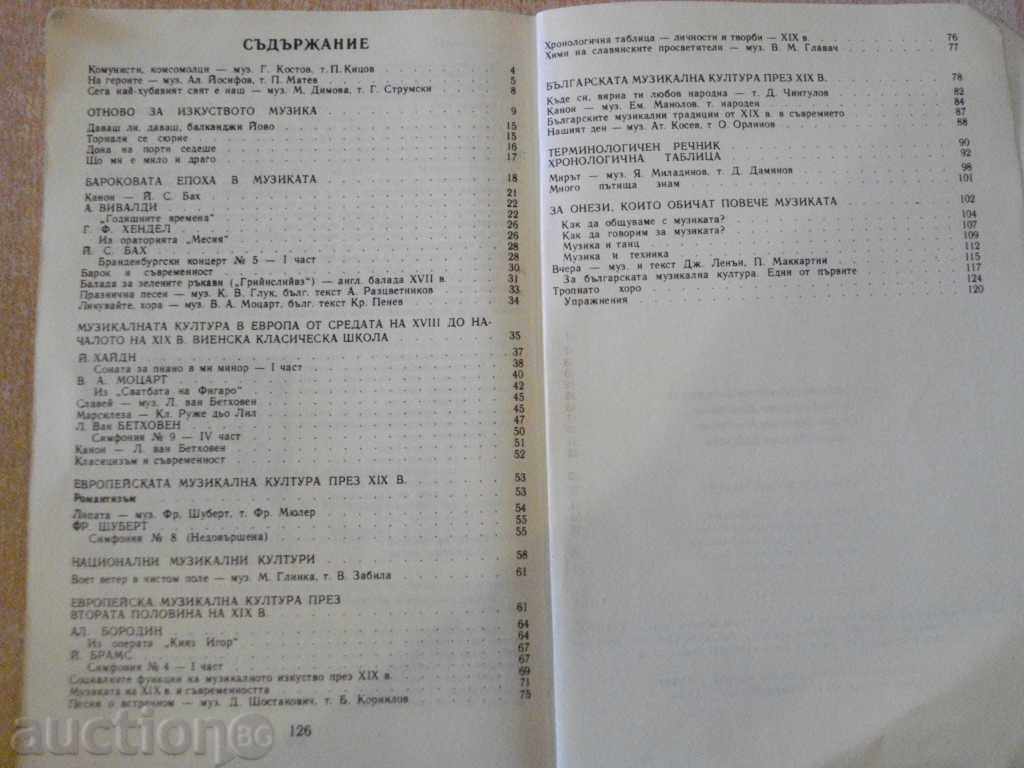 СЪДЪРЖАНИЕ
Комунисти, комсомолци — муз. Г. Костов, т. П. Кицов 4
На героите — муз. Ал. Йосифов, т. П. Матев 5
Сега най-хубавият свят е наш — муз. М. Димова, т. Г. Струмски 8
ОТНОВО ЗА ИЗКУСТВОТО МУЗИКА 9
Даваш ли, даваш, балканджи Йово 15
Торнали се сюрне 15
Дона на порти седеше 16
Що ми е мило и драго 17
БАРОКОВАТА ЕПОХА В МУЗИКАТА 18
Канон — Й. С. Бах 21
А. ВИВАЛДИ 22
„Годишните времена“ 22
Г. Ф. ХЕНДЕЛ 26
Из ораторията „Месия“ 26
Й. С. БАХ 28
Бранденбургски концерт № 5 — I част 28
Барок и съвременност 30
Балада за зелените ръкави („Грийнслийвз“) — англ. балада XVII в. 31
Празнична песен — муз. К. В. Глук, бълг. текст А. Разцветников 33
Ликувайте, хора — муз. В. А. Моцарт, бълг. текст Кр. Пенев 34
МУЗИКАЛНАТА КУЛТУРА В ЕВРОПА ОТ СРЕДАТА НА XVIII ДО НА-
ЧАЛОТО НА XIX В. ВИЕНСКА КЛАСИЧЕСКА ШКОЛА 35
Й. ХАЙДН 37
Соната за пиано в ми минор — I част 38
В. А. МОЦАРТ 40
Из „Сватбата на Фигаро“ 42
Славей — муз. Л. ван Бетховен 45
Марсилеза — Кл. Руже дьо Лил 45
Л. Ван БЕТХОВЕН 47
Симфония № 9 — IV част 50
Канон — Л. ван Бетховен 51
Класицизъм и съвременност 52
ЕВРОПЕЙСКАТА МУЗИКАЛНА КУЛТУРА ПРЕЗ XIX В. 53
Романтизъм 53
Липата — муз. Фр. Шуберт, т. Фр. Мюлер 54
ФР. ШУБЕРТ 55
Симфония № 8 (Недовършена) 55
НАЦИОНАЛНИ МУЗИКАЛНИ КУЛТУРИ 58
Воет ветер в чистом поле — муз. М. Глинка, т. В. Забила 61
ЕВРОПЕЙСКА МУЗИКАЛНА КУЛТУРА ПРЕЗ
ВТОРАТА ПОЛОВИНА НА XIX В. 61
АЛ. БОРОДИН 64
Из операта „Княз Игор“ 64
Й. БРАМС 67
Симфония № 4 — I част 67
Социалните функции на музикалното изкуство през XIX в. 69
Музиката на XIX в. и съвременността 71
Песня о встречном — муз. Д. Шостакович, т. Б. Корнилов 75
126
Хронологична таблица — личности и творби — XIX в. 76
Химн на славянските просветители — муз. В. М. Главач 77
БЪЛГАРСКАТА МУЗИКАЛНА КУЛТУРА ПРЕЗ XIX В. 78
Къде си, вярна ти любов народна — т. Д. Чинтулов 82
Канон — муз. Ем. Манолов, т. народен 84
Българските музикални традиции от XIX в. в съвремието 87
Нашият ден — муз. Ат. Косев, т. О. Орлинов 88
ТЕРМИНОЛОГИЧЕН РЕЧНИК 90
ХРОНОЛОГИЧНА ТАБЛИЦА 92
Мирът — муз. Я. Миладинов, т. Д. Дамянов 98
Много пътища знам 101
ЗА ОНЕЗИ, КОИТО ОБИЧАТ ПОВЕЧЕ МУЗИКАТА 102
Как да общуваме с музиката? 104
Как да говорим за музиката? 107
Музика и танц 109
Музика и техника 112
Вчера — муз. и текст Дж. Ленън, П. Маккартни 115
За българската музикална култура. Един от първите 117
Тропнато хоро 124
Упражнения 120
auction BG